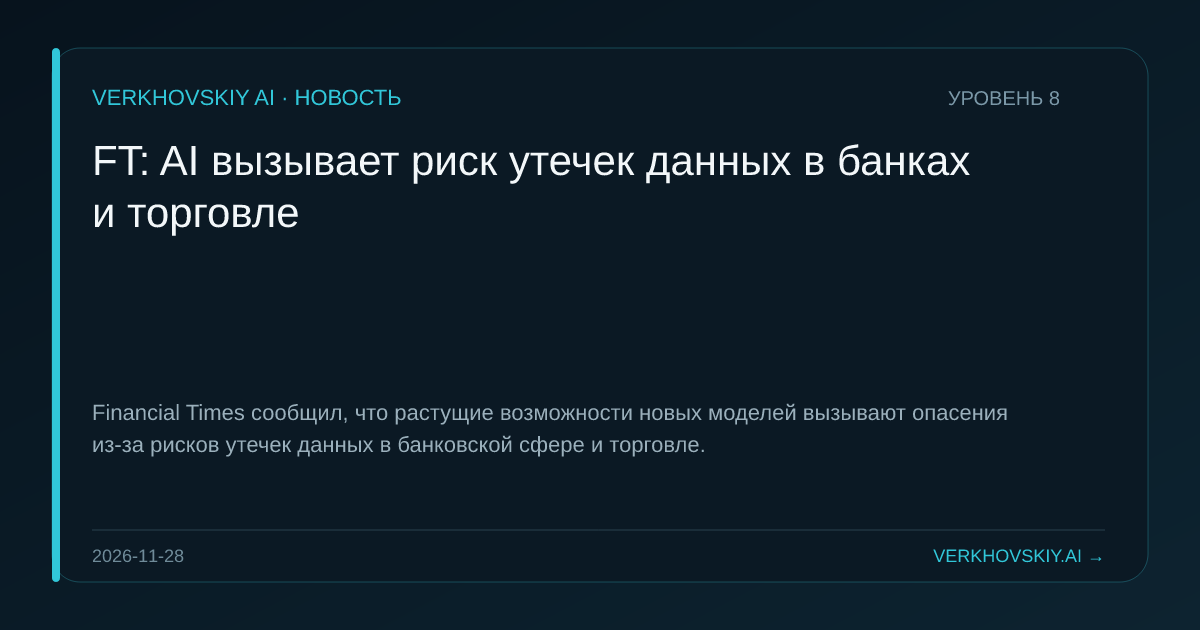 VERKHOVSKIY AI · НОВОСТЬ
УРОВЕНЬ 8
FT: AI вызывает риск утечек данных в банках
и торговле
Financial Times сообщил, что растущие возможности новых моделей вызывают опасения
из-за рисков утечек данных в банковской сфере и торговле.
2026-11-28
VERKHOVSKIY.AI →